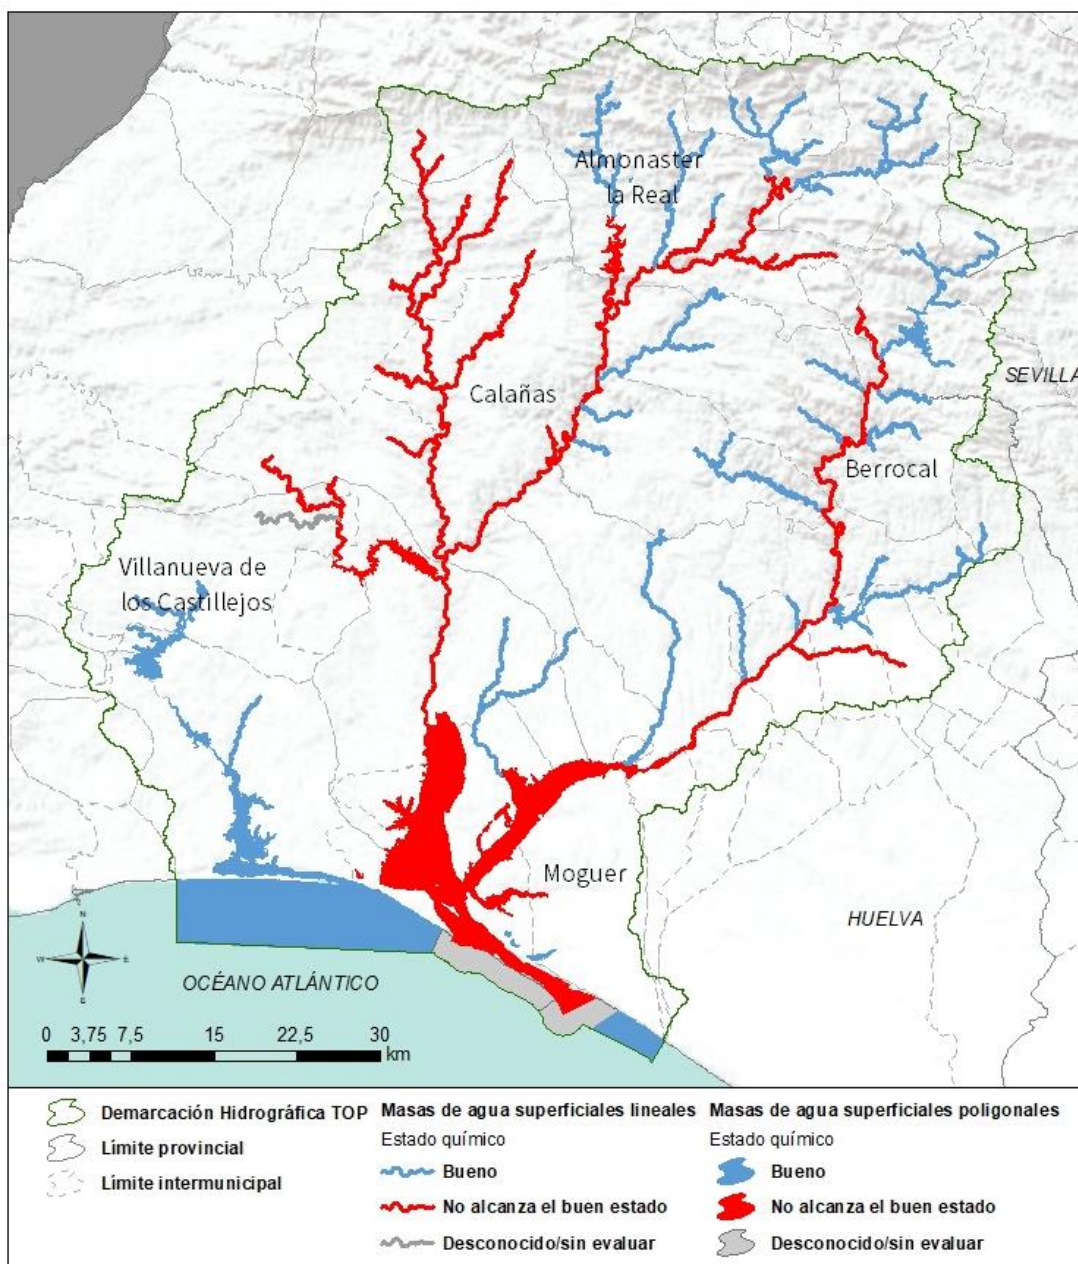 Almonaster
la Real
SEVILLA
Calañas
Berrocal
Villanueva de
los Castillejos
Moguer
HUELVA
N
W
E
S
OCÉANO ATLÁNTICO
0 3,75 7,5 15 22,5 30
km
Demarcación Hidrográfica TOP
Límite provincial
Límite intermunicipal
Masas de agua superficiales lineales
Estado químico
Bueno
No alcanza el buen estado
Desconocido/sin evaluar
Masas de agua superficiales poligonales
Estado químico
Bueno
No alcanza el buen estado
Desconocido/sin evaluar